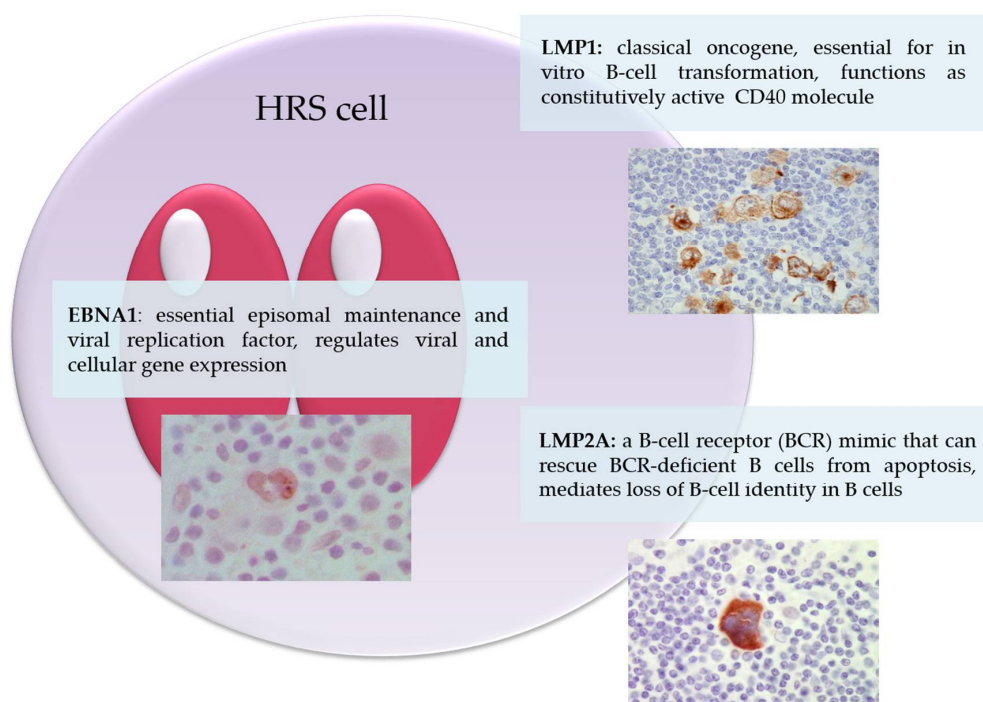 HRS cell
LMP1: classical oncogene, essential for in
vitro B-cell transformation, functions as
constitutively active CD40 molecule
EBNA1: essential episomal maintenance and
viral replication factor, regulates viral and
cellular gene expression
LMP2A: a B-cell receptor (BCR) mimic that can
rescue BCR-deficient B cells from apoptosis,
mediates loss of B-cell identity in B cells